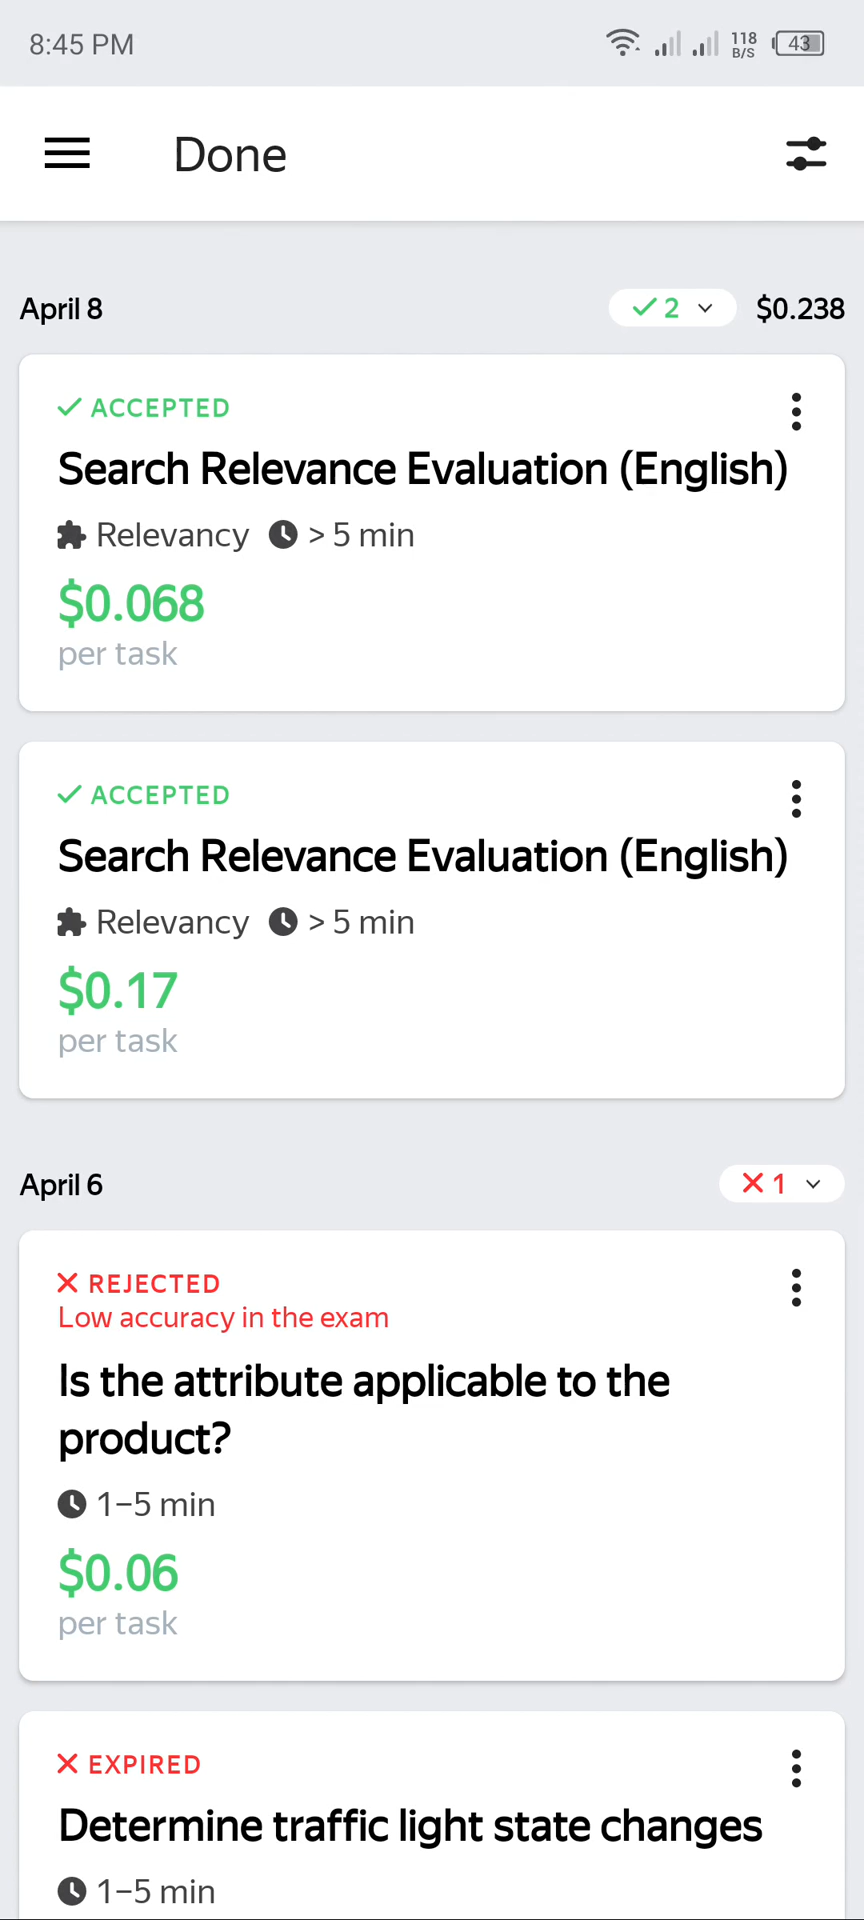 8:45 PM
118
B/S
43
Done
April 8
2
$0.238
ACCEPTED
Search Relevance Evaluation (English)
Relevancy > 5 min
$0.068
per task
ACCEPTED
Search Relevance Evaluation (English)
Relevancy > 5 min
$0.17
per task
April 6
1
REJECTED
Low accuracy in the exam
Is the attribute applicable to the
product?
1–5 min
$0.06
per task
EXPIRED
Determine traffic light state changes
1–5 min